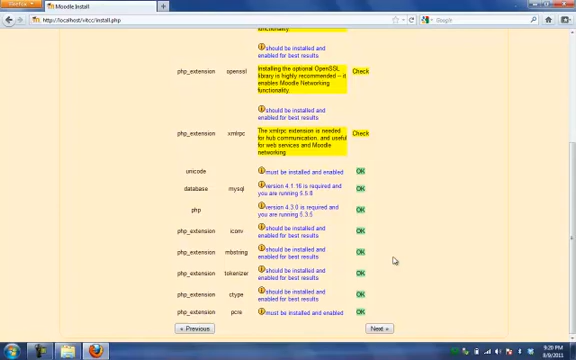 Firefox
Moodle Install
http://localhost/vitcc/install.php
Google
functionality.
should be installed and
enabled for best results
php_extension openssl Installing the optional OpenSSL Check
library is highly recommended -- it
enables Moodle Networking
functionality.
should be installed and
enabled for best results
php_extension xmlrpc The xmlrpc extension is needed Check
for hub communication, and useful
for web services and Moodle
networking
unicode must be installed and enabled OK
database mysql version 4.1.16 is required and OK
you are running 5.5.8
php version 4.3.0 is required and OK
you are running 5.3.5
php_extension iconv should be installed and OK
enabled for best results
php_extension mbstring should be installed and OK
enabled for best results
php_extension tokenizer should be installed and OK
enabled for best results
php_extension ctype should be installed and OK
enabled for best results
php_extension pcre must be installed and enabled OK
« Previous Next »
9:29 PM
3/9/2011